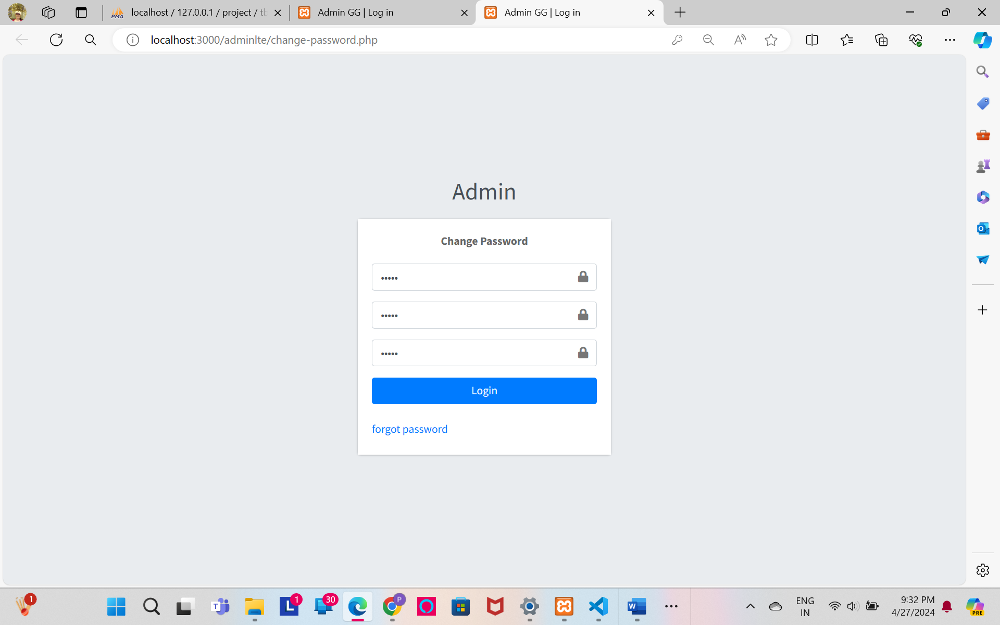 PMA localhost / 127.0.0.1 / project / tb
Admin GG | Log in
Admin GG | Log in
localhost:3000/adminlte/change-password.php
Admin
Change Password
•••••
•••••
•••••
Login
forgot password
1
T
L 1
30
P
W
ENG
IN
9:32 PM
4/27/2024
PRE